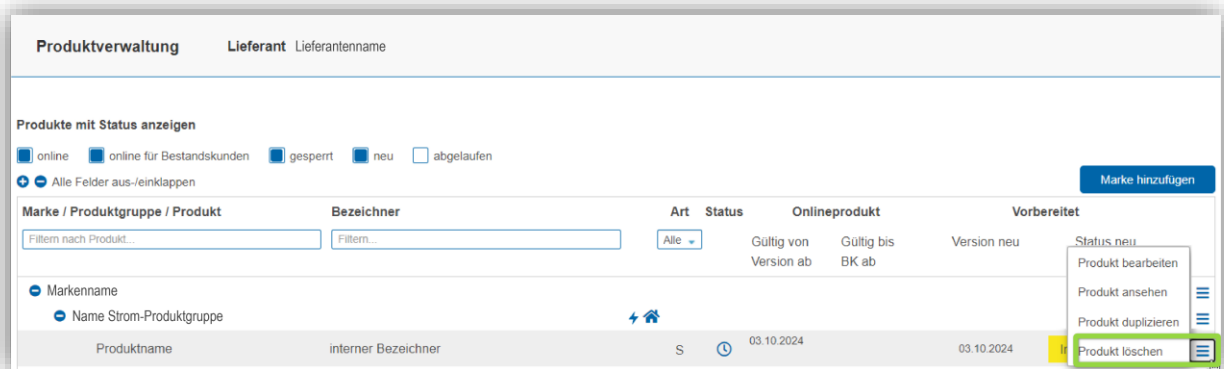 Produktverwaltung Lieferant Lieferantenname
Produkte mit Status anzeigen
online online für Bestandskunden gesperrt neu abgelaufen
Alle Felder aus-/einklappen
Marke hinzufügen
Marke / Produktgruppe / Produkt Bezeichner Art Status Onlineprodukt Vorbereitet
Filtern nach Produkt... Filtern... Alle
Gültig von Gültig bis Version neu Status neu
Version ab BK ab
Produkt bearbeiten
Markenname
Produkt ansehen
Name Strom-Produktgruppe
Produkt duplizieren
Produktname interner Bezeichner S 03.10.2024 03.10.2024
Produkt löschen